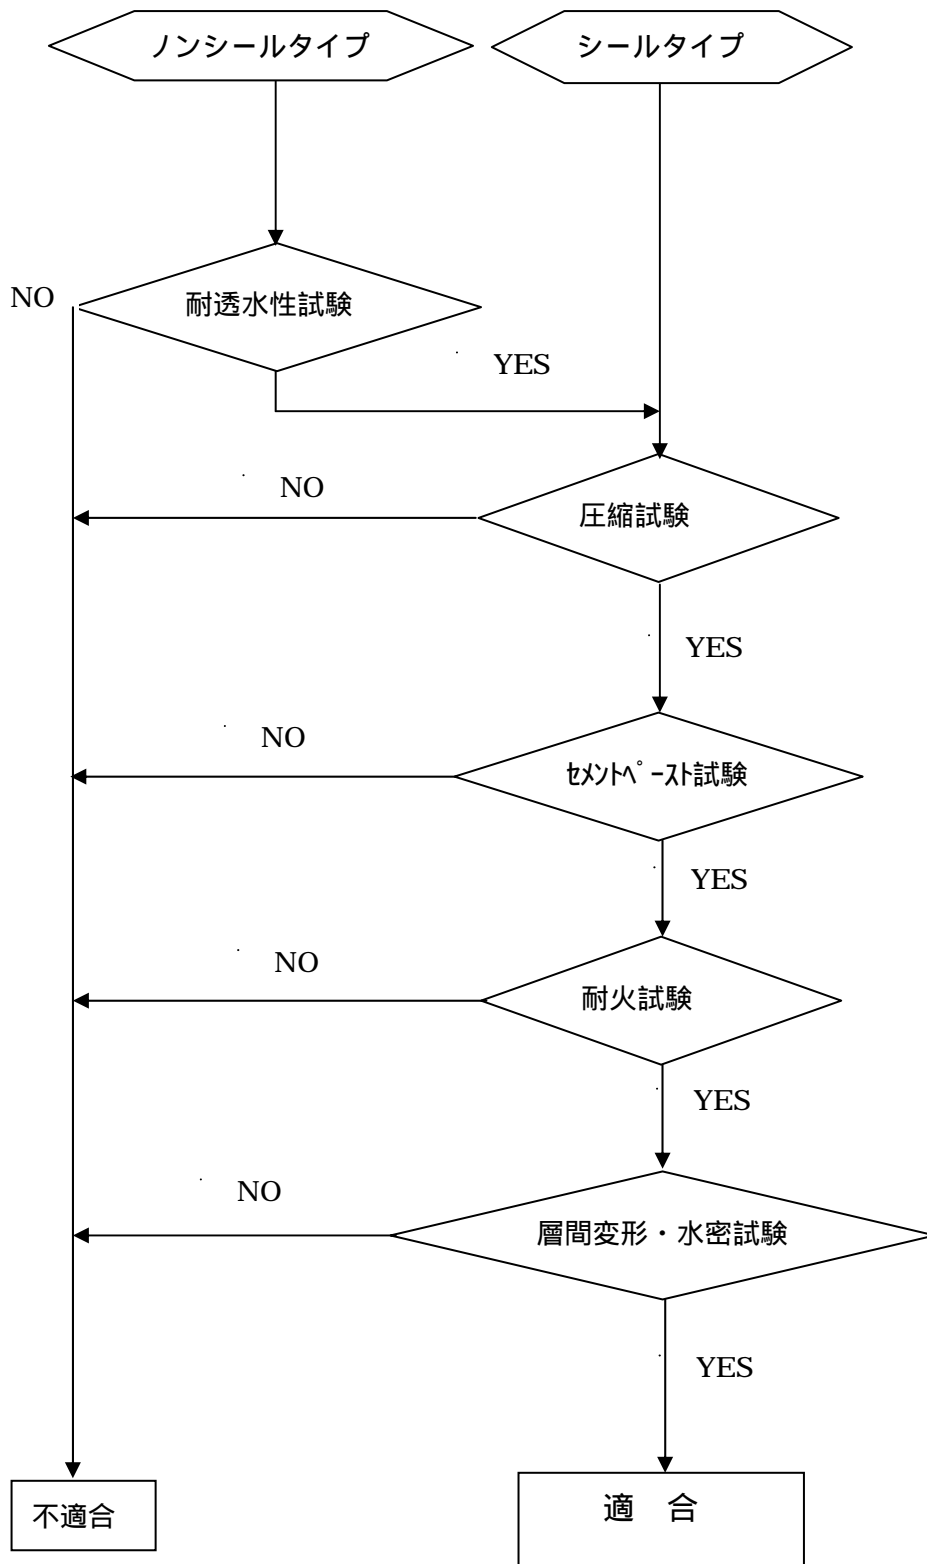 ノンシールタイプ
シールタイプ
NO
耐透水性試験
YES
NO
圧縮試験
YES
NO
ｾﾒﾝﾄﾍﾟｰｽﾄ試験
YES
NO
耐火試験
YES
NO
層間変形・水密試験
YES
不適合
適　合